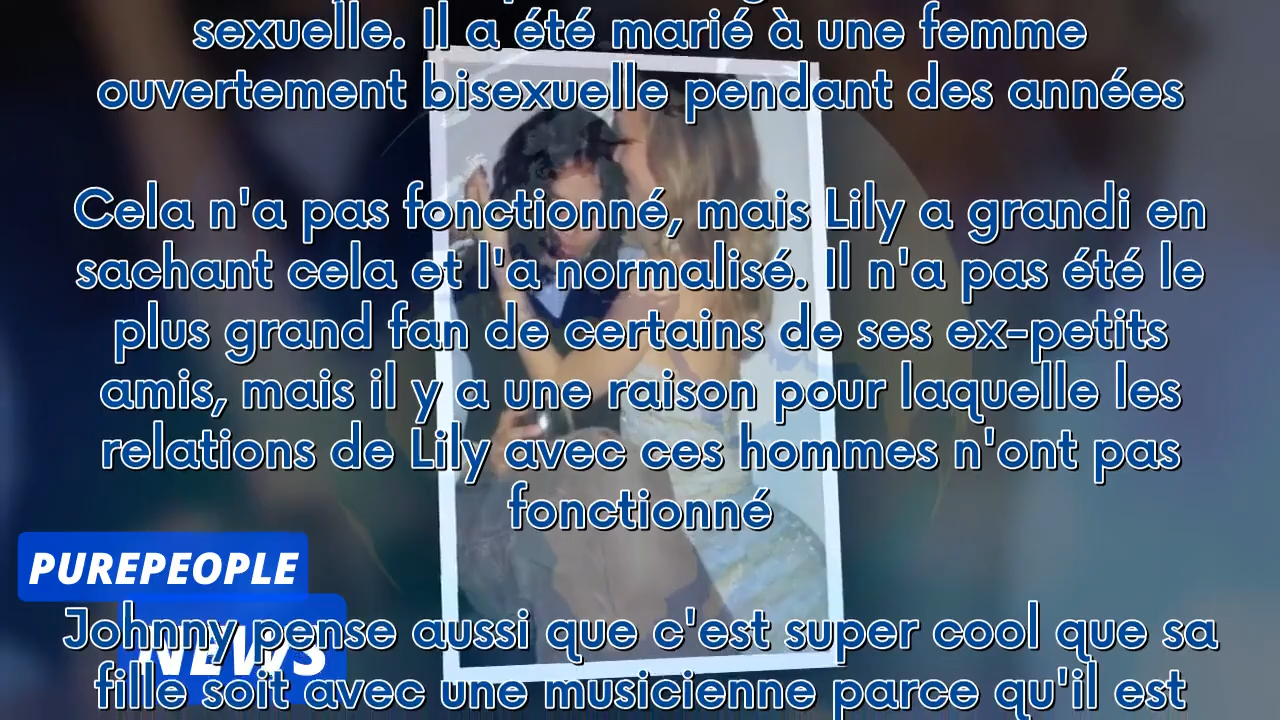 sexuelle. Il a été marié à une femme
ouvertement bisexuelle pendant des années
Cela n'a pas fonctionné, mais Lily a grandi en
sachant cela et l'a normalisé. Il n'a pas été le
plus grand fan de certains de ses ex-petits
amis, mais il y a une raison pour laquelle les
relations de Lily avec ces hommes n'ont pas
fonctionné
PUREPEOPLE
NEWS
Johnny pense aussi que c'est super cool que sa
fille soit avec une musicienne parce qu'il est